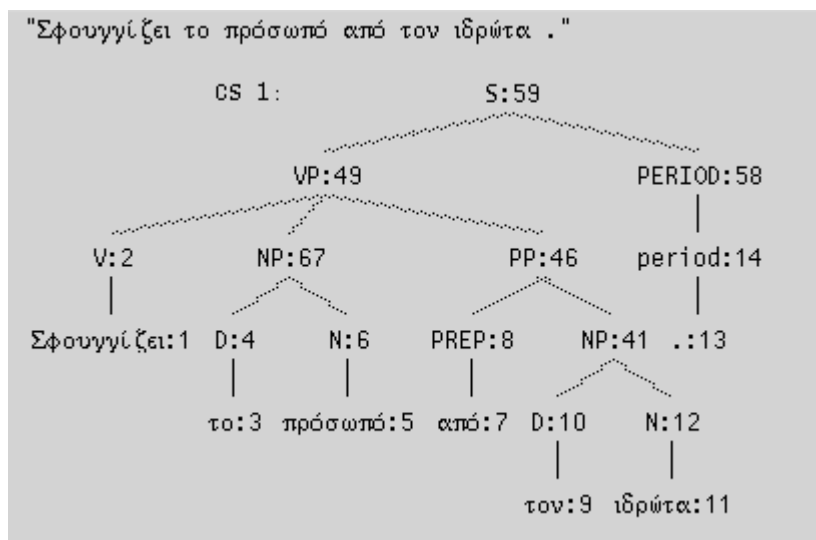 "Σφουγγίζει το πρόσωπό από τον ιδρώτα ."
CS 1: S:59
VP:49 PERIOD:58
V:2 NP:67 PP:46 period:14
Σφουγγίζει:1 D:4 N:6 PREP:8 NP:41 .:13
το:3 πρόσωπό:5 από:7 D:10 N:12
τον:9 ιδρώτα:11